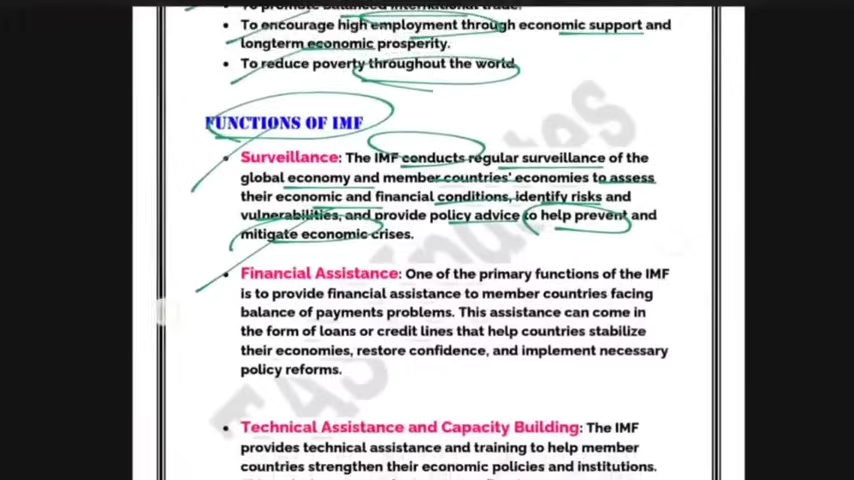 • To promote balanced international trade.
• To encourage high employment through economic support and
longterm economic prosperity.
• To reduce poverty throughout the world.
FUNCTIONS OF IMF
• Surveillance: The IMF conducts regular surveillance of the
global economy and member countries' economies to assess
their economic and financial conditions, identify risks and
vulnerabilities, and provide policy advice to help prevent and
mitigate economic crises.
• Financial Assistance: One of the primary functions of the IMF
is to provide financial assistance to member countries facing
balance of payments problems. This assistance can come in
the form of loans or credit lines that help countries stabilize
their economies, restore confidence, and implement necessary
policy reforms.
• Technical Assistance and Capacity Building: The IMF
provides technical assistance and training to help member
countries strengthen their economic policies and institutions.